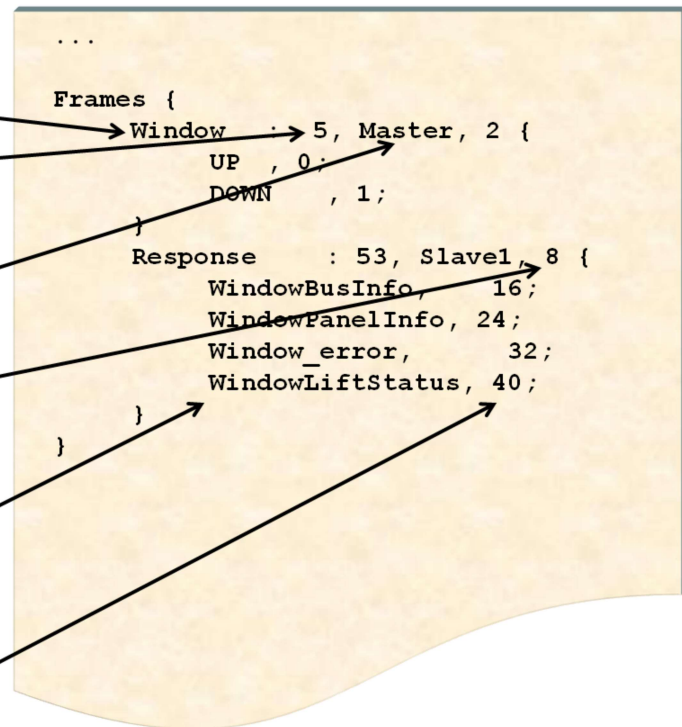 ...
Frames {
Window : 5, Master, 2 {
UP , 0;
DOWN , 1;
}
Response : 53, Slave1, 8 {
WindowBusInfo, 16;
WindowPanelInfo, 24;
Window_error, 32;
WindowLiftStatus, 40;
}
}